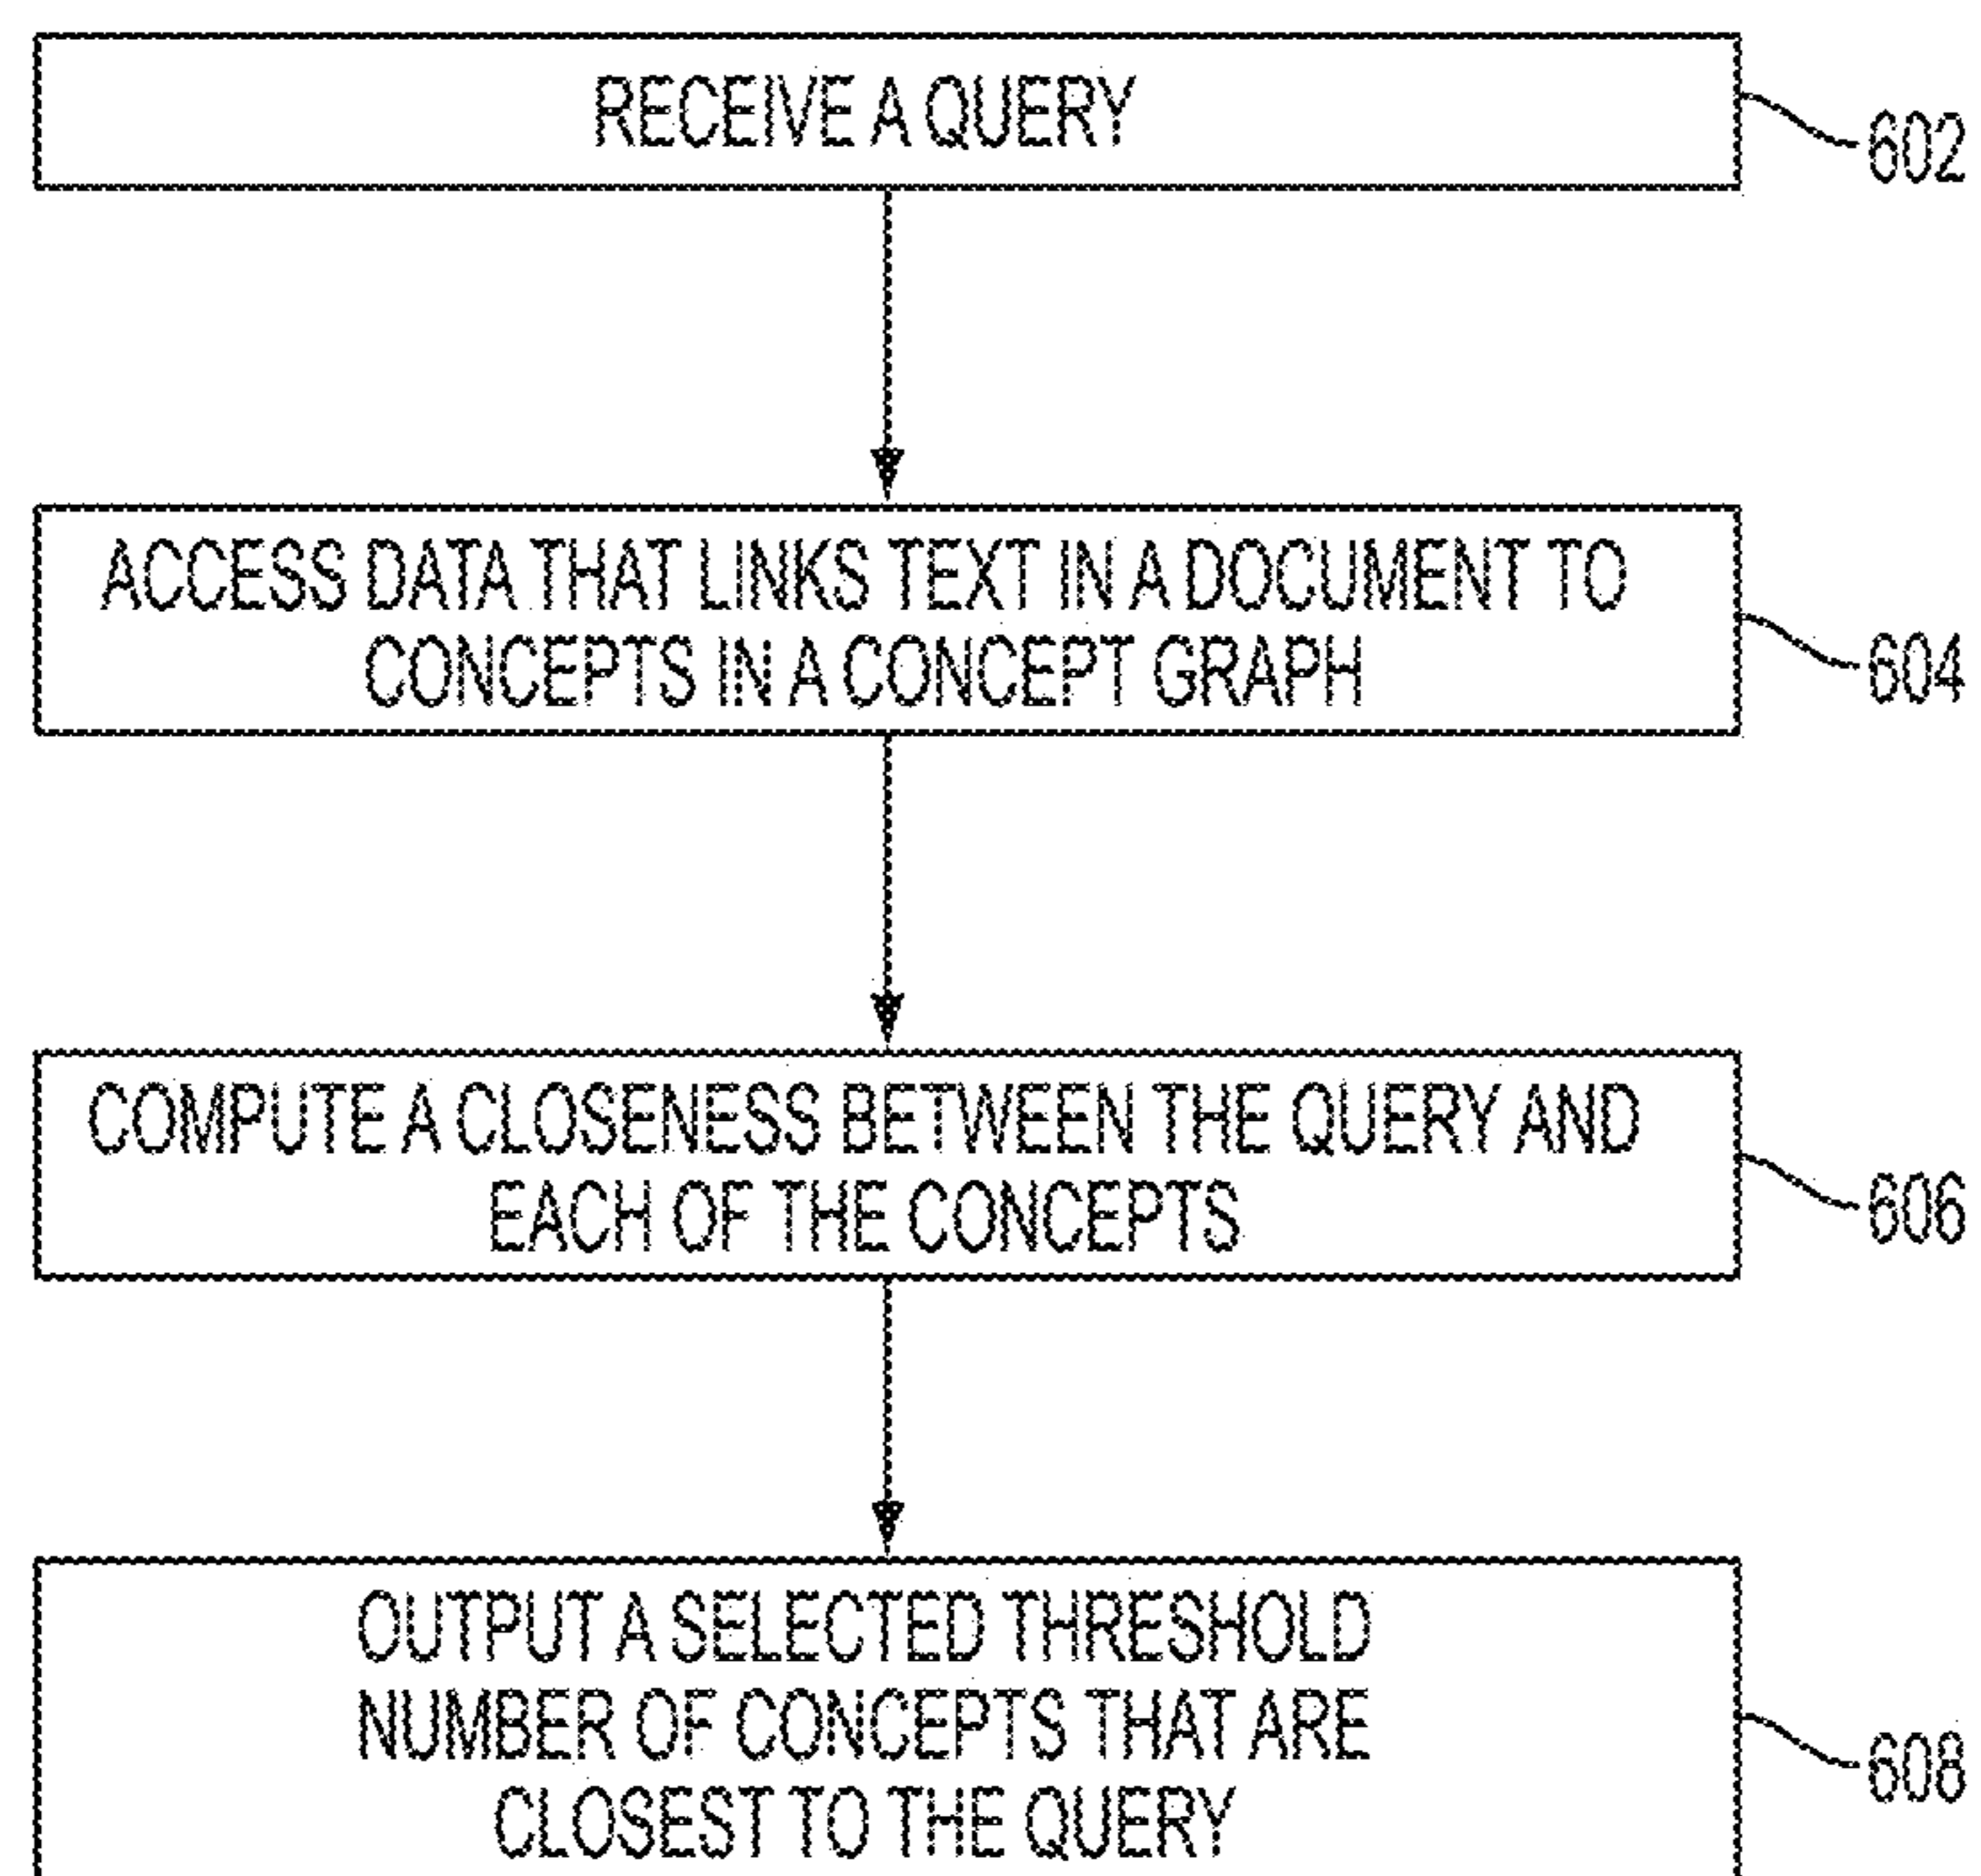 RECEIVE A QUERY
602
ACCESS DATA THAT LINKS TEXT IN A DOCUMENT TO
CONCEPTS IN A CONCEPT GRAPH
604
COMPUTE A CLOSENESS BETWEEN THE QUERY AND
EACH OF THE CONCEPTS
606
OUTPUT A SELECTED THRESHOLD
NUMBER OF CONCEPTS THAT ARE
CLOSEST TO THE QUERY
608